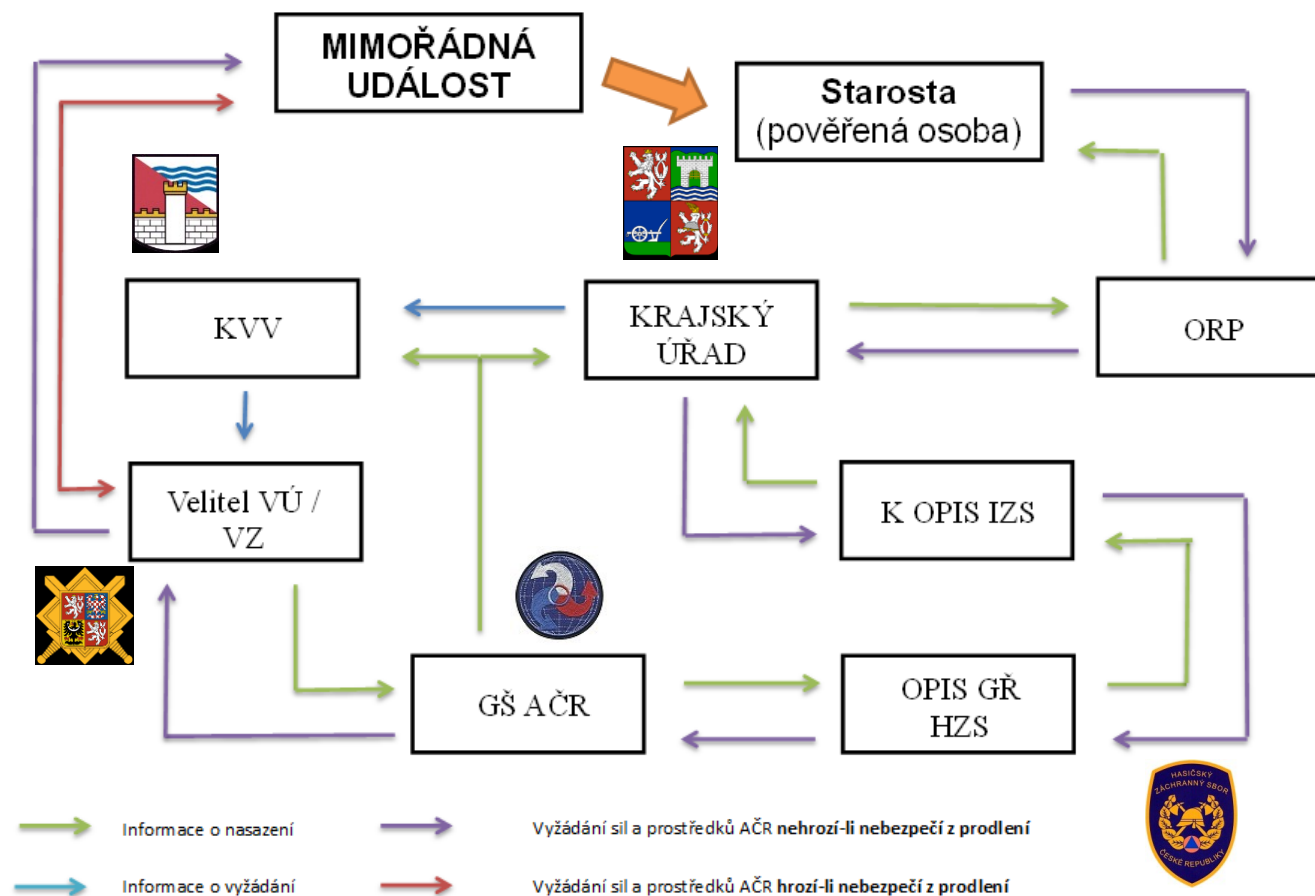 MIMOŘÁDNÁ
UDÁLOST
Starosta
(pověřená osoba)
KVV
KRAJSKÝ
ÚŘAD
ORP
Velitel VÚ /
VZ
K OPIS IZS
GŠ AČR
OPIS GŘ
HZS
HASIČSKÝ
ZÁCHRANNÝ SBOR
ČESKÉ REPUBLIKY
Informace o nasazení
Vyžádání sil a prostředků AČR nehrozí-li nebezpečí z prodlení
Informace o vyžádání
Vyžádání sil a prostředků AČR hrozí-li nebezpečí z prodlení